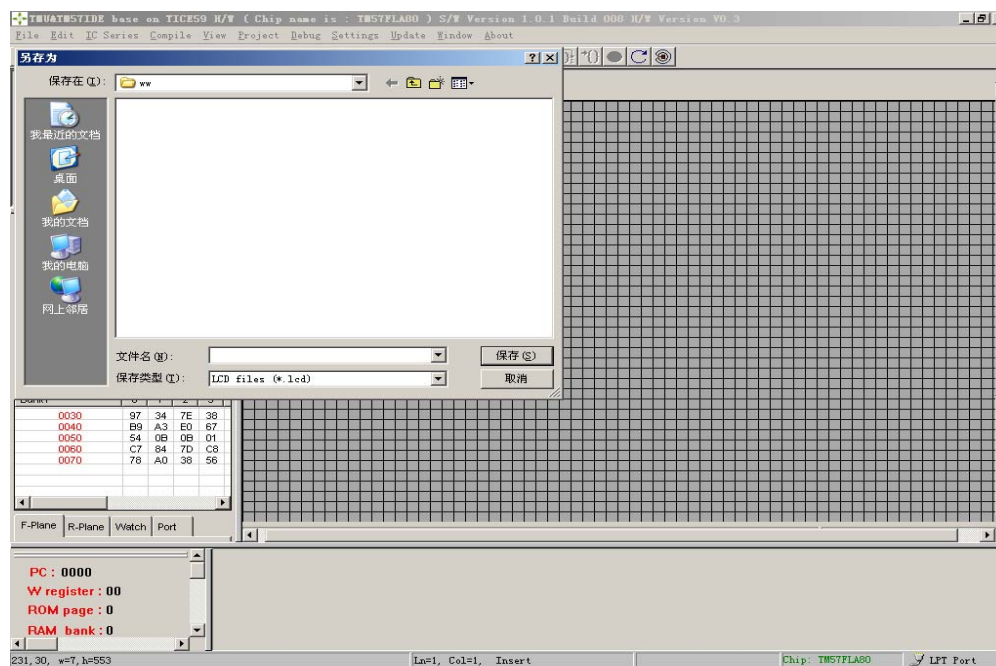 TMU&TM57IDE base on TICE59 H/W ( Chip name is : TM57FLA80 ) S/W Version 1.0.1 Build 008 H/W Version V0.3
File Edit IC Series Compile View Project Debug Settings Update Window About
另存为
保存在(I): ww
我最近的文档
桌面
我的文档
我的电脑
网上邻居
文件名(N): 保存(S)
保存类型(T): LCD files (*.lcd) 取消
0030 97 34 7E 38
0040 B9 A3 E0 67
0050 54 0B 0B 01
0060 C7 84 7D C8
0070 78 A0 38 56
F-Plane R-Plane Watch Port
PC : 0000
W register : 00
ROM page : 0
RAM bank : 0
231,30, w=7,h=553 Ln=1, Col=1, Insert Chip: TM57FLA80 LPT Port